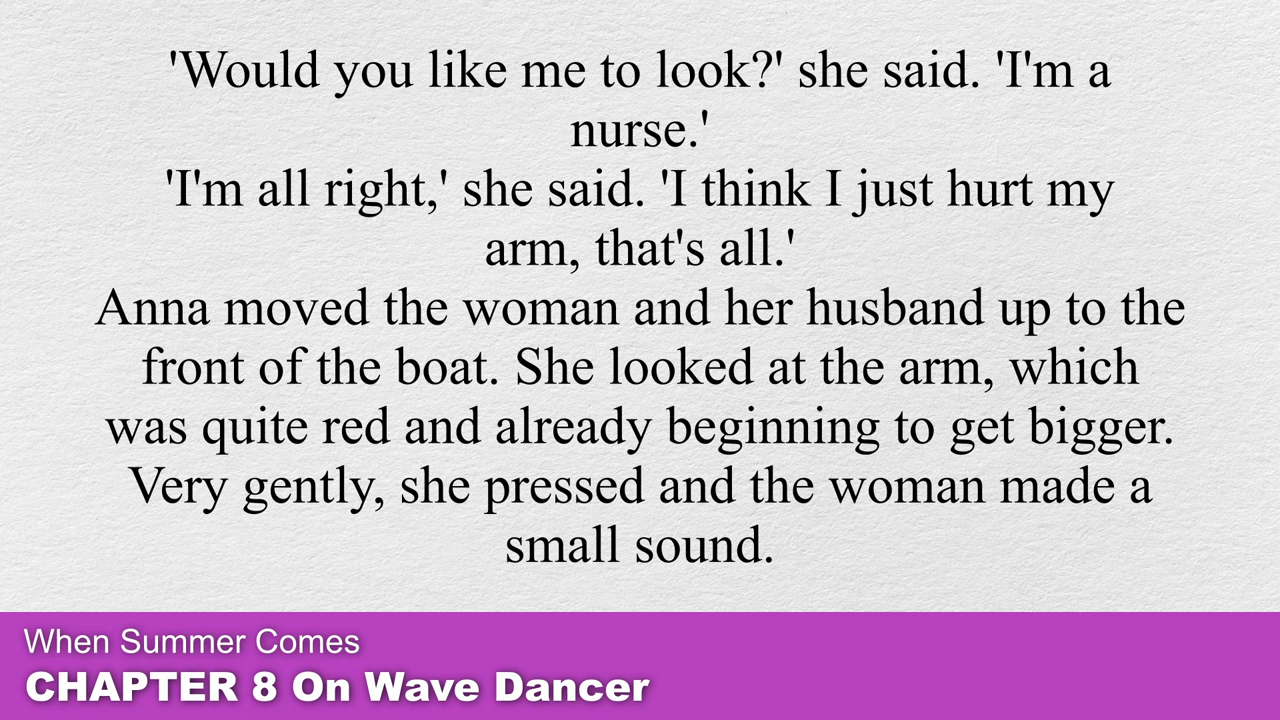 'Would you like me to look?' she said. 'I'm a
nurse.'
'I'm all right,' she said. 'I think I just hurt my
arm, that's all.'
Anna moved the woman and her husband up to the
front of the boat. She looked at the arm, which
was quite red and already beginning to get bigger.
Very gently, she pressed and the woman made a
small sound.
When Summer Comes
CHAPTER 8 On Wave Dancer